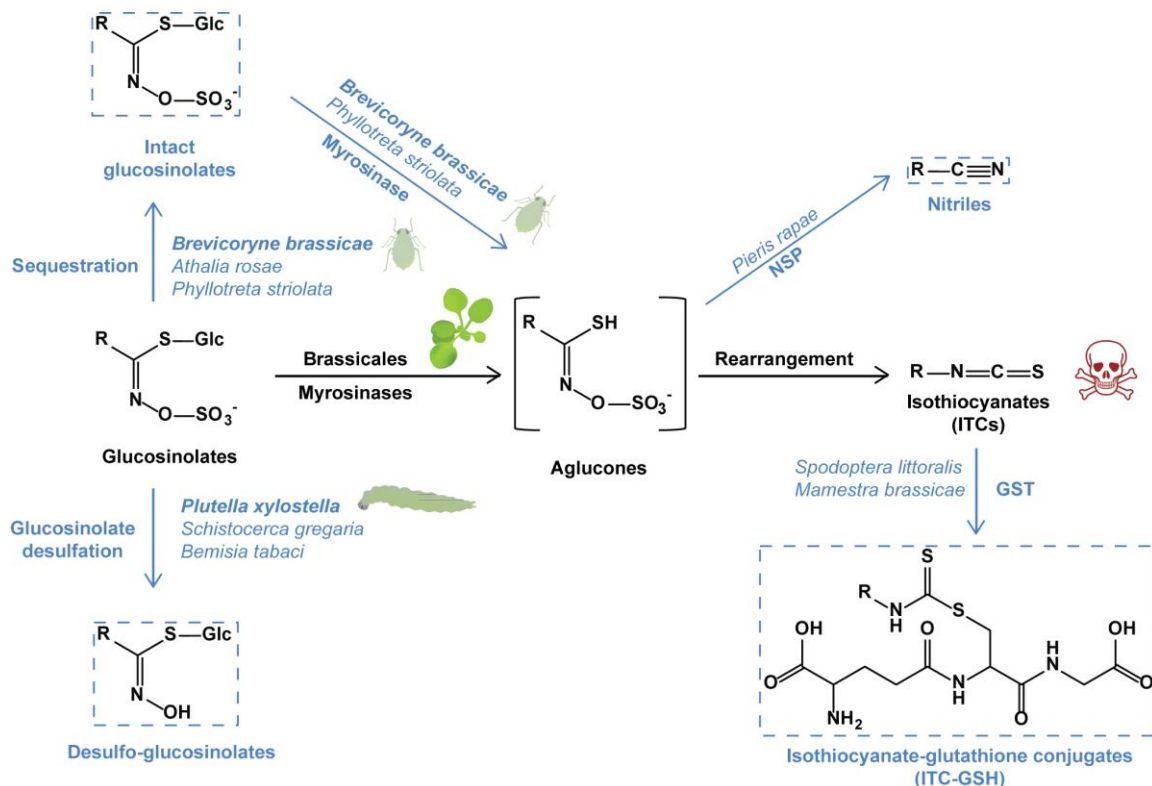 R
S—Glc
N
O—SO3-
Intact
glucosinolates
Brevicoryne brassicae
Phyllotreta striolata
Myrosinase
Sequestration
Brevicoryne brassicae
Athalia rosae
Phyllotreta striolata
R
S—Glc
N
O—SO3-
Glucosinolates
Brassicales
Myrosinases
R
SH
N
O—SO3-
Aglucones
Pieris rapae
NSP
R—C≡N
Nitriles
Rearrangement
R—N=C=S
Isothiocyanates
(ITCs)
Glucosinolate
desulfation
Plutella xylostella
Schistocerca gregaria
Bemisia tabaci
R
S—Glc
N
OH
Desulfo-glucosinolates
Spodoptera littoralis
Mamestra brassicae
GST
S
R
N
H
S
OH
O
O
NH2
N
H
O
H
N
OH
O
Isothiocyanate-glutathione conjugates
(ITC-GSH)